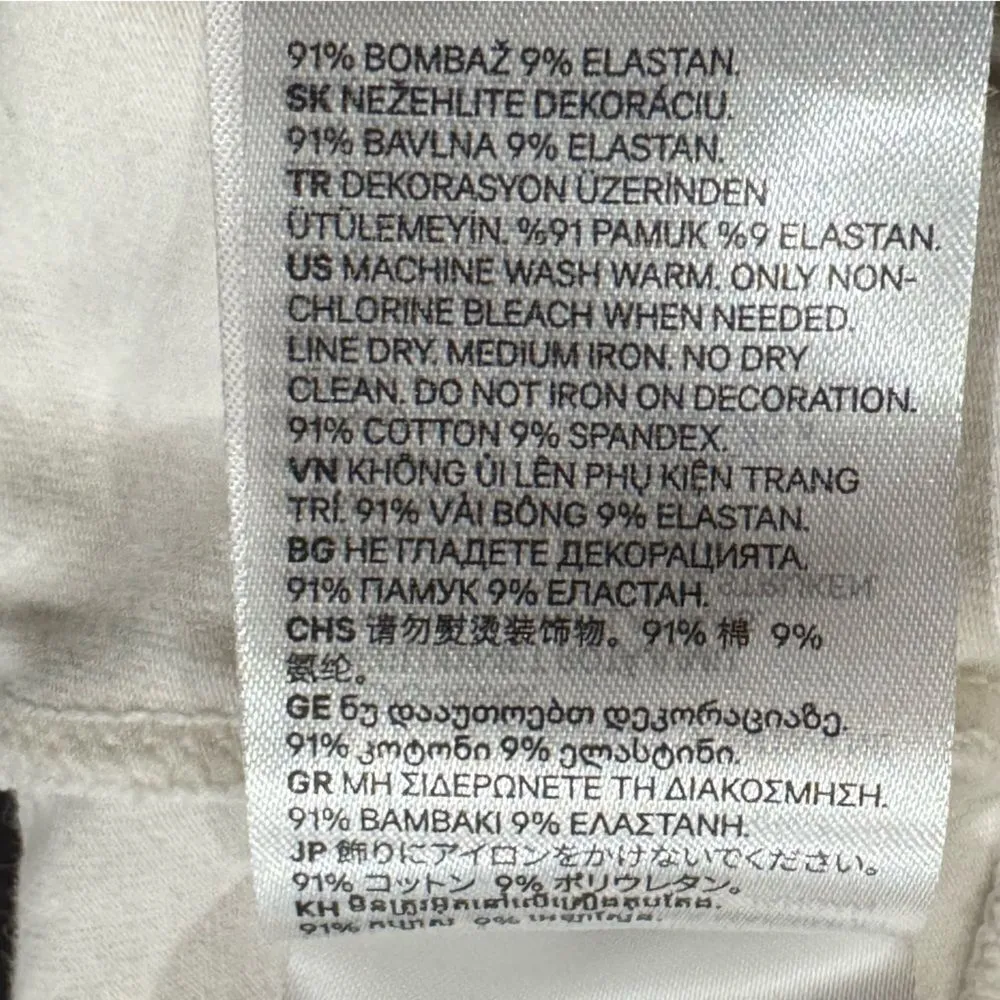 91% BOMBAŽ 9% ELASTAN.
SK NEŽEHLITE DEKORÁCIU.
91% BAVLNA 9% ELASTAN.
TR DEKORASYON ÜZERİNDEN
ÜTÜLEMEYİN. %91 PAMUK %9 ELASTAN.
US MACHINE WASH WARM. ONLY NON-
CHLORINE BLEACH WHEN NEEDED.
LINE DRY. MEDIUM IRON. NO DRY
CLEAN. DO NOT IRON ON DECORATION.
91% COTTON 9% SPANDEX.
VN KHÔNG ỦI LÊN PHỤ KIỆN TRANG
TRÍ. 91% VẢI BÔNG 9% ELASTAN.
BG НЕ ГЛАДЕТЕ ДЕКОРАЦИЯТА.
91% ПАМУК 9% ЕЛАСТАН.
CHS 请勿熨烫装饰物。91% 棉 9%
氨纶。
GE ნუ დააუთოებთ დეკორაციაზე.
91% კოტონი 9% ელასტინი.
GR ΜΗ ΣΙΔΕΡΩΝΕΤΕ ΤΗ ΔΙΑΚΟΣΜΗΣΗ.
91% ΒΑΜΒΑΚΙ 9% ΕΛΑΣΤΑΝΗ.
JP 飾りにアイロンをかけないでください。
91% コットン 9% ポリウレタン。
KH
91% 9%